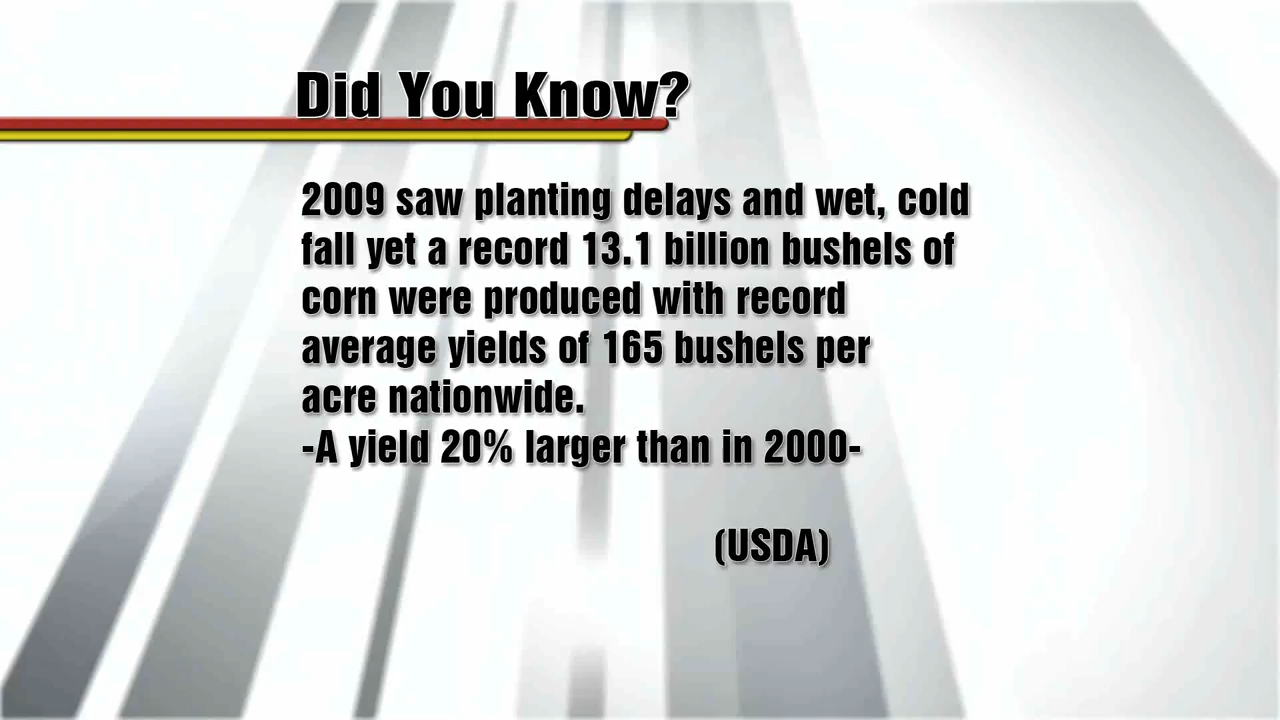 Did You Know?
2009 saw planting delays and wet, cold
fall yet a record 13.1 billion bushels of
corn were produced with record
average yields of 165 bushels per
acre nationwide.
-A yield 20% larger than in 2000-
(USDA)